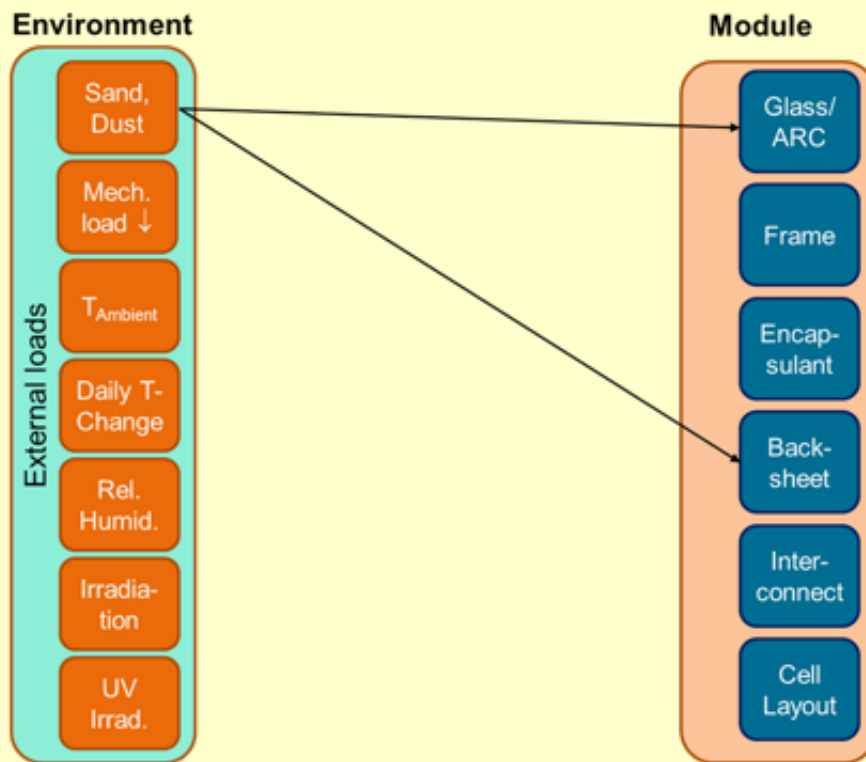 Environment
Module
External loads
Sand,
Dust
Mech.
load ↓
T_Ambient
Daily T-
Change
Rel.
Humid.
Irradia-
tion
UV
Irrad.
Glass/
ARC
Frame
Encap-
sulant
Back-
sheet
Inter-
connect
Cell
Layout